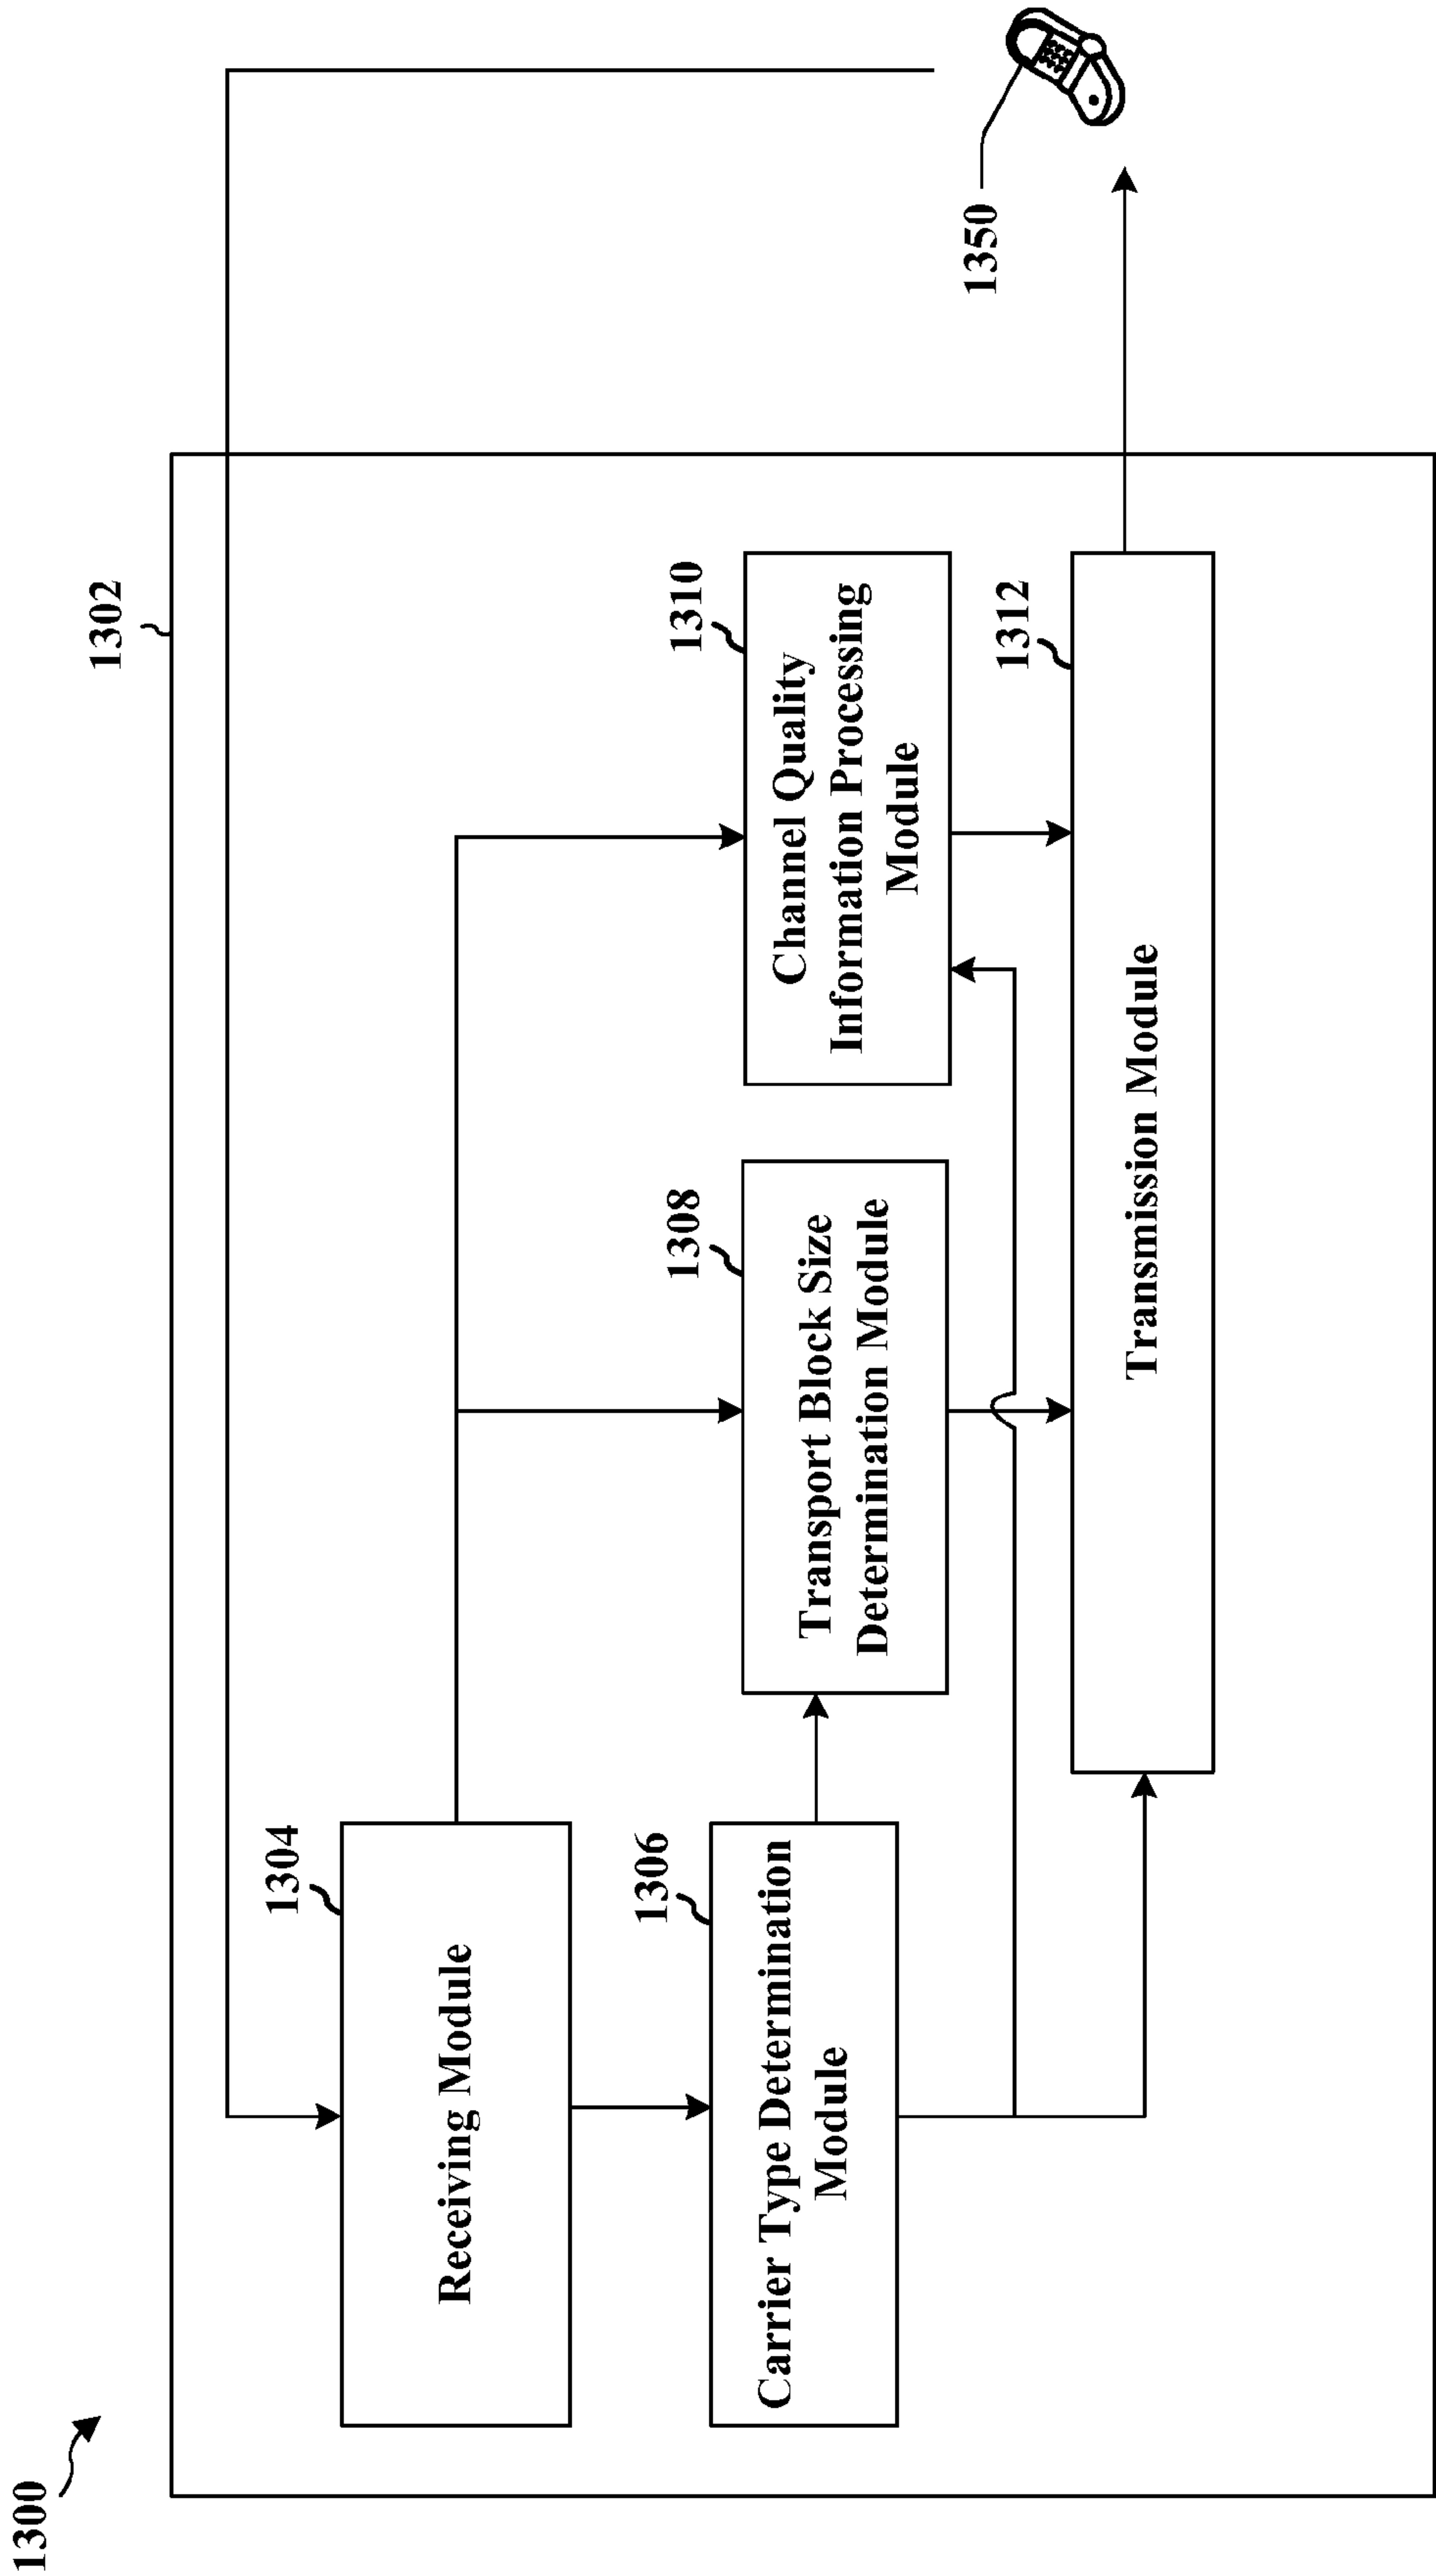 1300
1302
1304
Receiving Module
1306
Carrier Type Determination
Module
1308
Transport Block Size
Determination Module
1310
Channel Quality
Information Processing
Module
1312
Transmission Module
1350